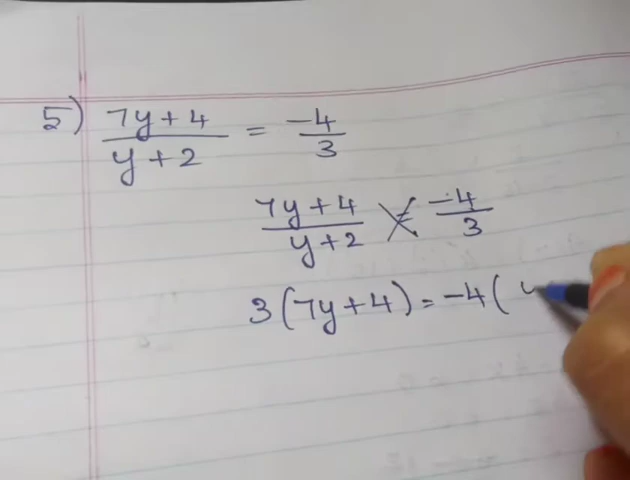 5) (7y+4)/(y+2) = -4/3
(7y+4)/(y+2) = -4/3
3(7y+4) = -4(